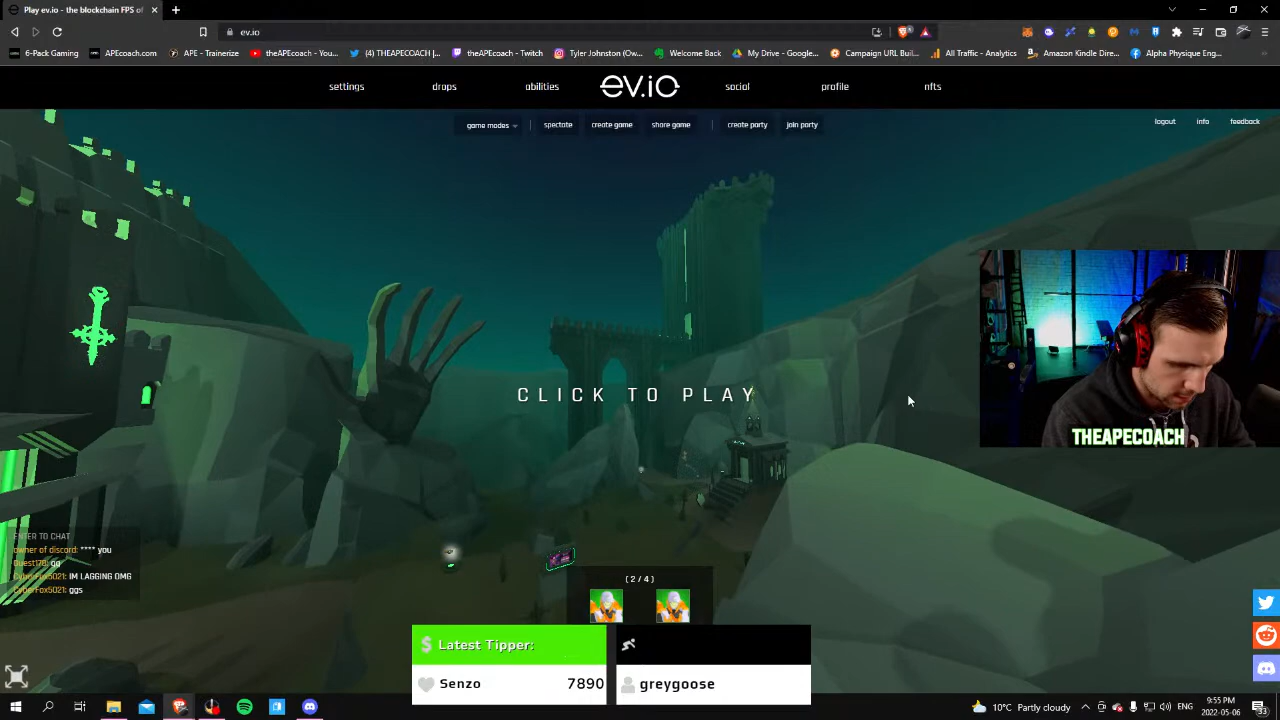 Play ev.io - the blockchain FPS of
ev.io
6-Pack Gaming
APEcoach.com
APE - Trainerize
theAPEcoach - You...
(4) THEAPECOACH |...
theAPEcoach - Twitch
Tyler Johnston (Ow...
Welcome Back
My Drive - Google...
Campaign URL Buil...
All Traffic - Analytics
Amazon Kindle Dire...
Alpha Physique Eng...
settings
drops
abilities
ev.io
social
profile
nfts
game modes
spectate
create game
share game
create party
join party
logout
info
feedback
CLICK TO PLAY
THEAPECOACH
ENTER TO CHAT
owner of discord: **** you
Guest178: gg
CyberFox5021: IM LAGGING OMG
CyberFox5021: ggs
(2/4)
Latest Tipper:
Senzo 7890
greygoose
10°C Partly cloudy
ENG
9:55 PM
2022-05-06